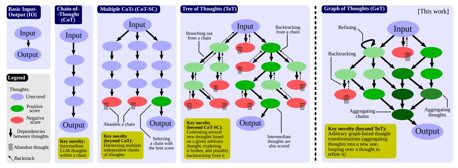 Basic Input-
Output (IO)
Input
Output
Legend
Thoughts:
Unscored
Positive
score
Negative
score
Dependencies
between thoughts
Abandon thought
Backtrack
Chain-
of-
Thought
(CoT)
Input
Output
Key novelty:
Intermediate
LLM thoughts
within a chain
Multiple CoTs (CoT-SC)
Input
Abandon a chain
Output
Selecting
a chain with
the best score
Key novelty
(beyond CoT):
Harnessing multiple
independent chains of thoughts
Tree of Thoughts (ToT)
Input
Branching out
from a chain
Backtracking
from a chain
Output
Intermediate
thoughts are
also scored
Key novelty
(beyond CoT-SC):
Generating several
new thoughts based
on a given arbitrary
thought, exploring
it further, and possibly
backtracking from it
Graph of Thoughts (GoT)
[This work]
Refining
Input
Backtracking
Aggregating
chains
Aggregating
thoughts
Output
Key novelty (beyond ToT):
Arbitrary graph-based thought
transformations (aggregating
thoughts into a new one,
looping over a thought to
refine it)